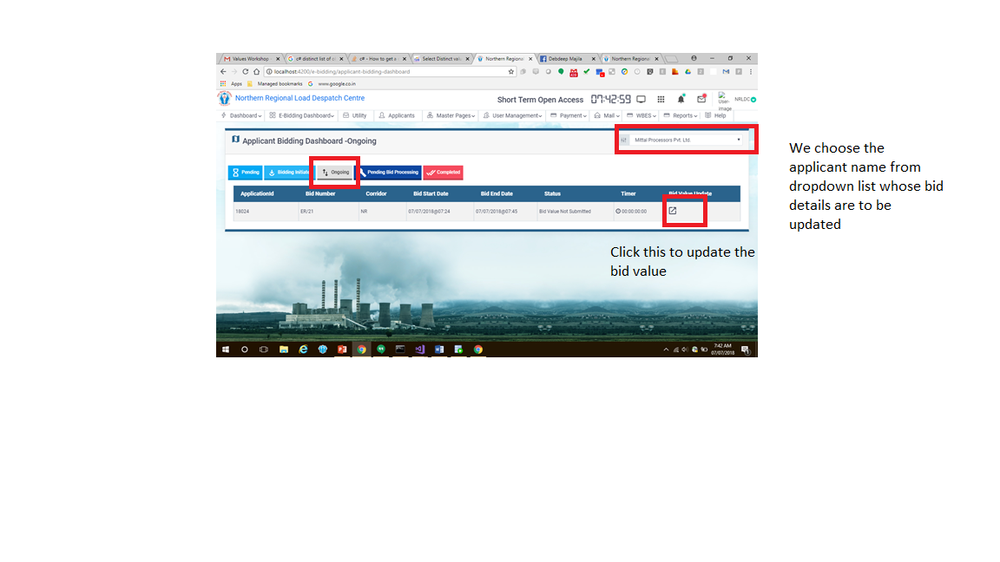 Values Workshop
c# distinct list of o
c# - How to get a
Select Distinct value
Northern Regional
Debdeep Majila
Northern Regional
localhost:4200/e-bidding/applicant-bidding-dashboard
Apps Managed bookmarks www.google.co.in
Northern Regional Load Despatch Centre
Short Term Open Access 07:42:59
User-image
NRLDC
Dashboard E-Bidding Dashboard Utility Applicants Master Pages User Management Payment Mail WBES Reports Help
Applicant Bidding Dashboard -Ongoing
Mittal Processors Pvt. Ltd.
Pending Bidding Initiate Ongoing Pending Bid Processing Completed
ApplicationId Bid Number Corridor Bid Start Date Bid End Date Status Timer Bid Value Update
18024 ER/21 NR 07/07/2018@07:24 07/07/2018@07:45 Bid Value Not Submitted 00:00:00:00
We choose the
applicant name from
dropdown list whose bid
details are to be
updated
Click this to update the
bid value
7:42 AM
07/07/2018